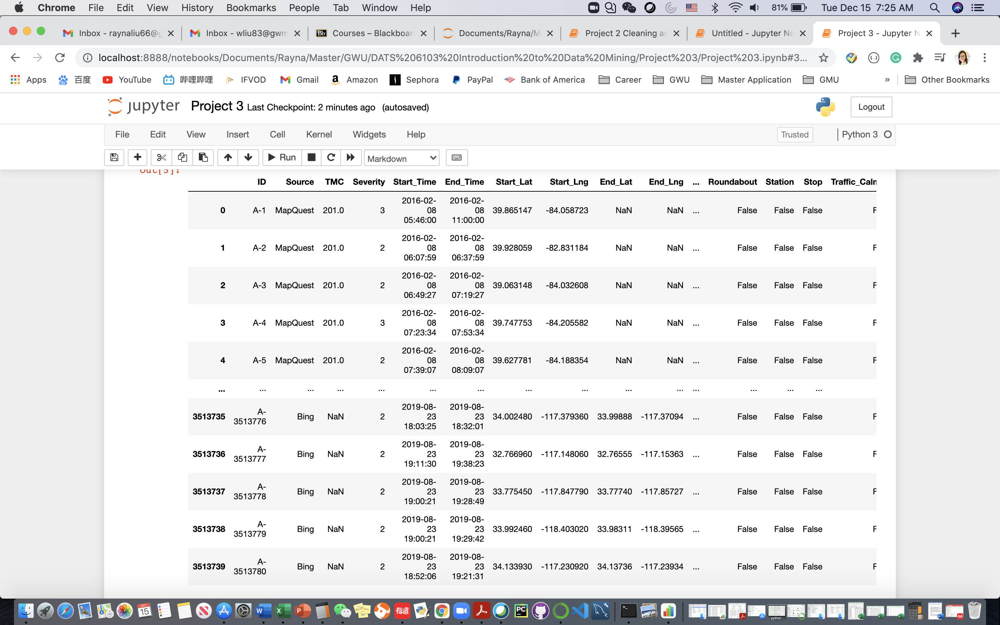 Chrome File Edit View History Bookmarks People Tab Window Help 81% Tue Dec 15 7:25 AM
Inbox - raynaliu66@g Inbox - wliu83@gwm Courses – Blackboar Documents/Rayna/M Project 2 Cleaning an Untitled - Jupyter No Project 3 - Jupyter N
localhost:8888/notebooks/Documents/Rayna/Master/GWU/DATS%206103%20Introduction%20to%20Data%20Mining/Project%203/Project%203.ipynb#3...
Apps 百度 YouTube 哔哩哔哩 IFVOD Gmail Amazon Sephora PayPal Bank of America Career GWU Master Application GMU » Other Bookmarks
jupyter Project 3 Last Checkpoint: 2 minutes ago (autosaved) Logout
File Edit View Insert Cell Kernel Widgets Help Trusted Python 3
Run Markdown
Out[5]:
ID Source TMC Severity Start_Time End_Time Start_Lat Start_Lng End_Lat End_Lng ... Roundabout Station Stop Traffic_Caln
2016-02- 2016-02-
0 A-1 MapQuest 201.0 3 08 08 39.865147 -84.058723 NaN NaN ... False False False F
05:46:00 11:00:00
2016-02- 2016-02-
1 A-2 MapQuest 201.0 2 08 08 39.928059 -82.831184 NaN NaN ... False False False F
06:07:59 06:37:59
2016-02- 2016-02-
2 A-3 MapQuest 201.0 2 08 08 39.063148 -84.032608 NaN NaN ... False False False F
06:49:27 07:19:27
2016-02- 2016-02-
3 A-4 MapQuest 201.0 3 08 08 39.747753 -84.205582 NaN NaN ... False False False F
07:23:34 07:53:34
2016-02- 2016-02-
4 A-5 MapQuest 201.0 2 08 08 39.627781 -84.188354 NaN NaN ... False False False F
07:39:07 08:09:07
... ... ... ... ... ... ... ... ... ... ... ... ... ... ...
2019-08- 2019-08-
3513735 A-3513776 Bing NaN 2 23 23 34.002480 -117.379360 33.99888 -117.37094 ... False False False F
18:03:25 18:32:01
2019-08- 2019-08-
3513736 A-3513777 Bing NaN 2 23 23 32.766960 -117.148060 32.76555 -117.15363 ... False False False F
19:11:30 19:38:23
2019-08- 2019-08-
3513737 A-3513778 Bing NaN 2 23 23 33.775450 -117.847790 33.77740 -117.85727 ... False False False F
19:00:21 19:28:49
2019-08- 2019-08-
3513738 A-3513779 Bing NaN 2 23 23 33.992460 -118.403020 33.98311 -118.39565 ... False False False F
19:00:21 19:29:42
2019-08- 2019-08-
3513739 A-3513780 Bing NaN 2 23 23 34.133930 -117.230920 34.13736 -117.23934 ... False False False F
18:52:06 19:21:31
DEC
15
有道
PC
python ...